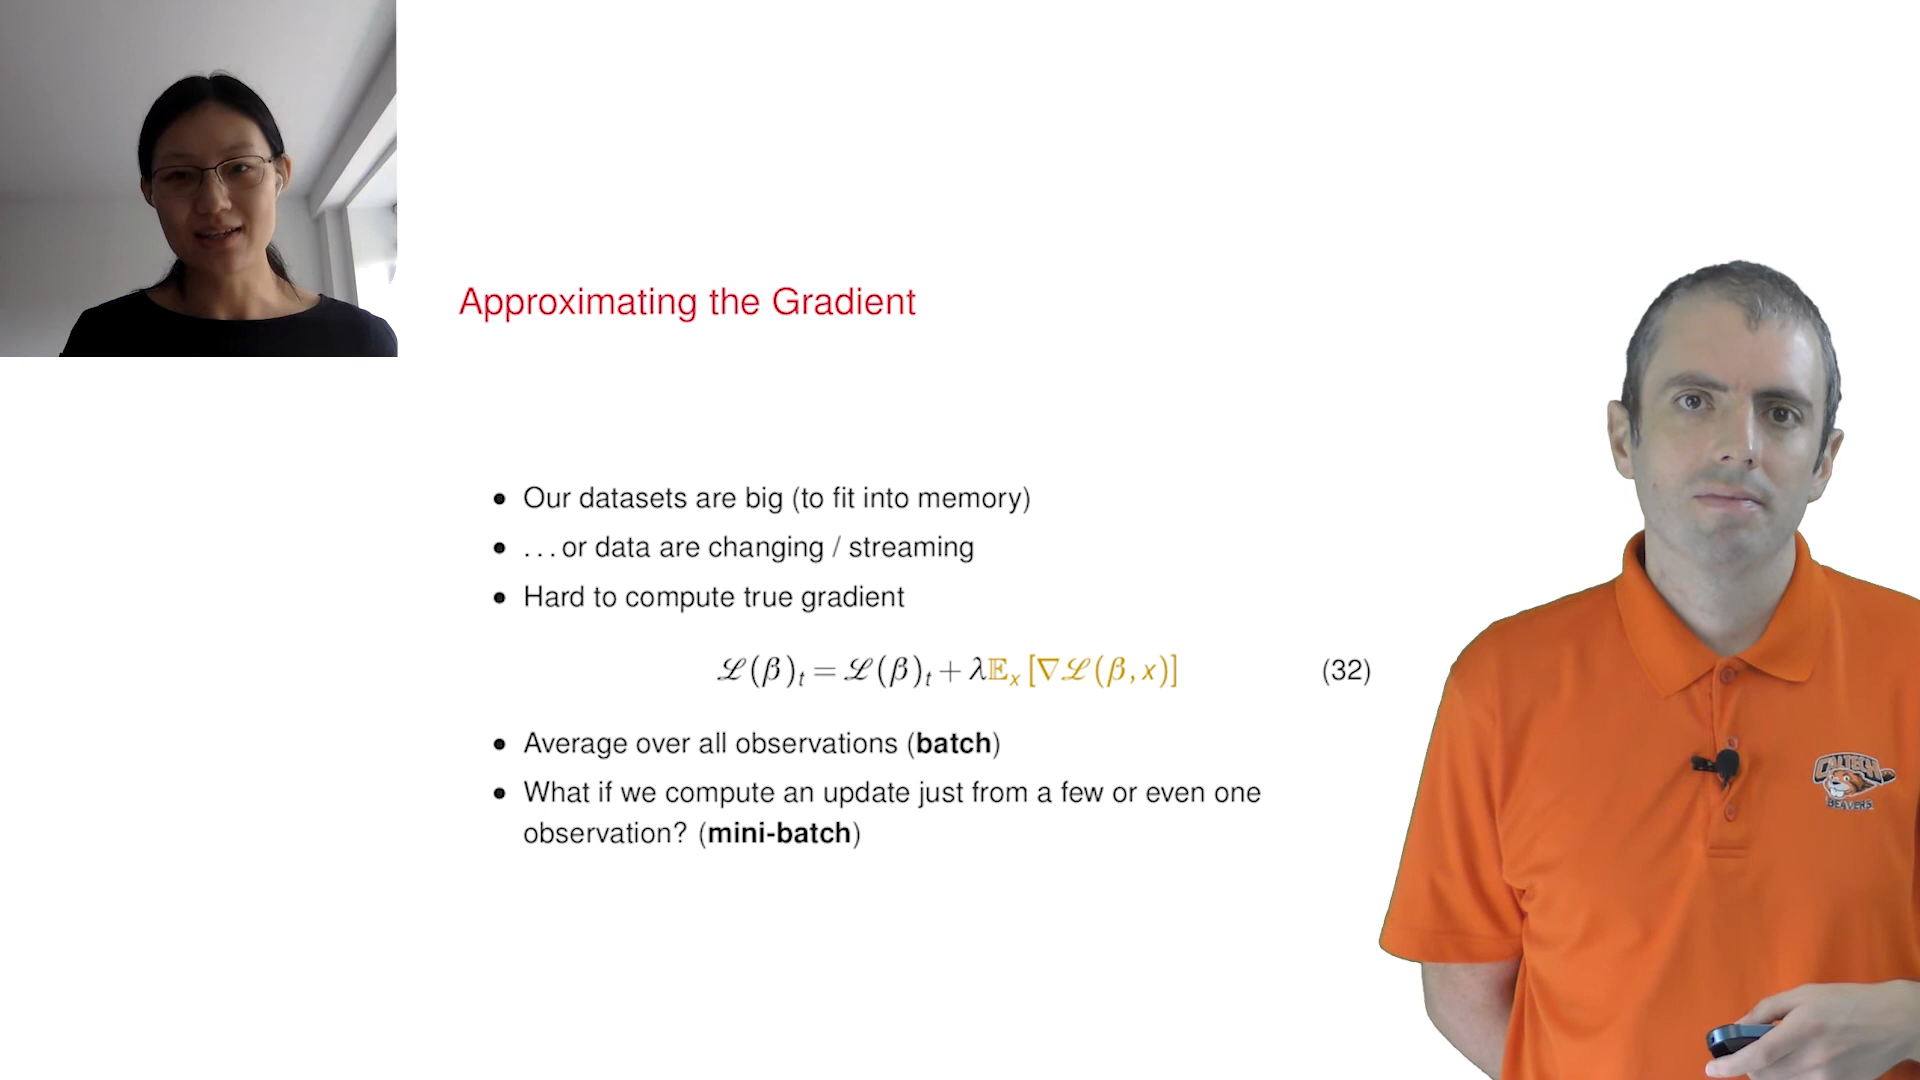 Approximating the Gradient
• Our datasets are big (to fit into memory)
• ...or data are changing / streaming
• Hard to compute true gradient
ℒ(β)ₜ = ℒ(β)ₜ + λ𝔼ₓ[∇ℒ(β, x)] (32)
• Average over all observations (batch)
• What if we compute an update just from a few or even one
observation? (mini-batch)
CALTECH
BEAVERS